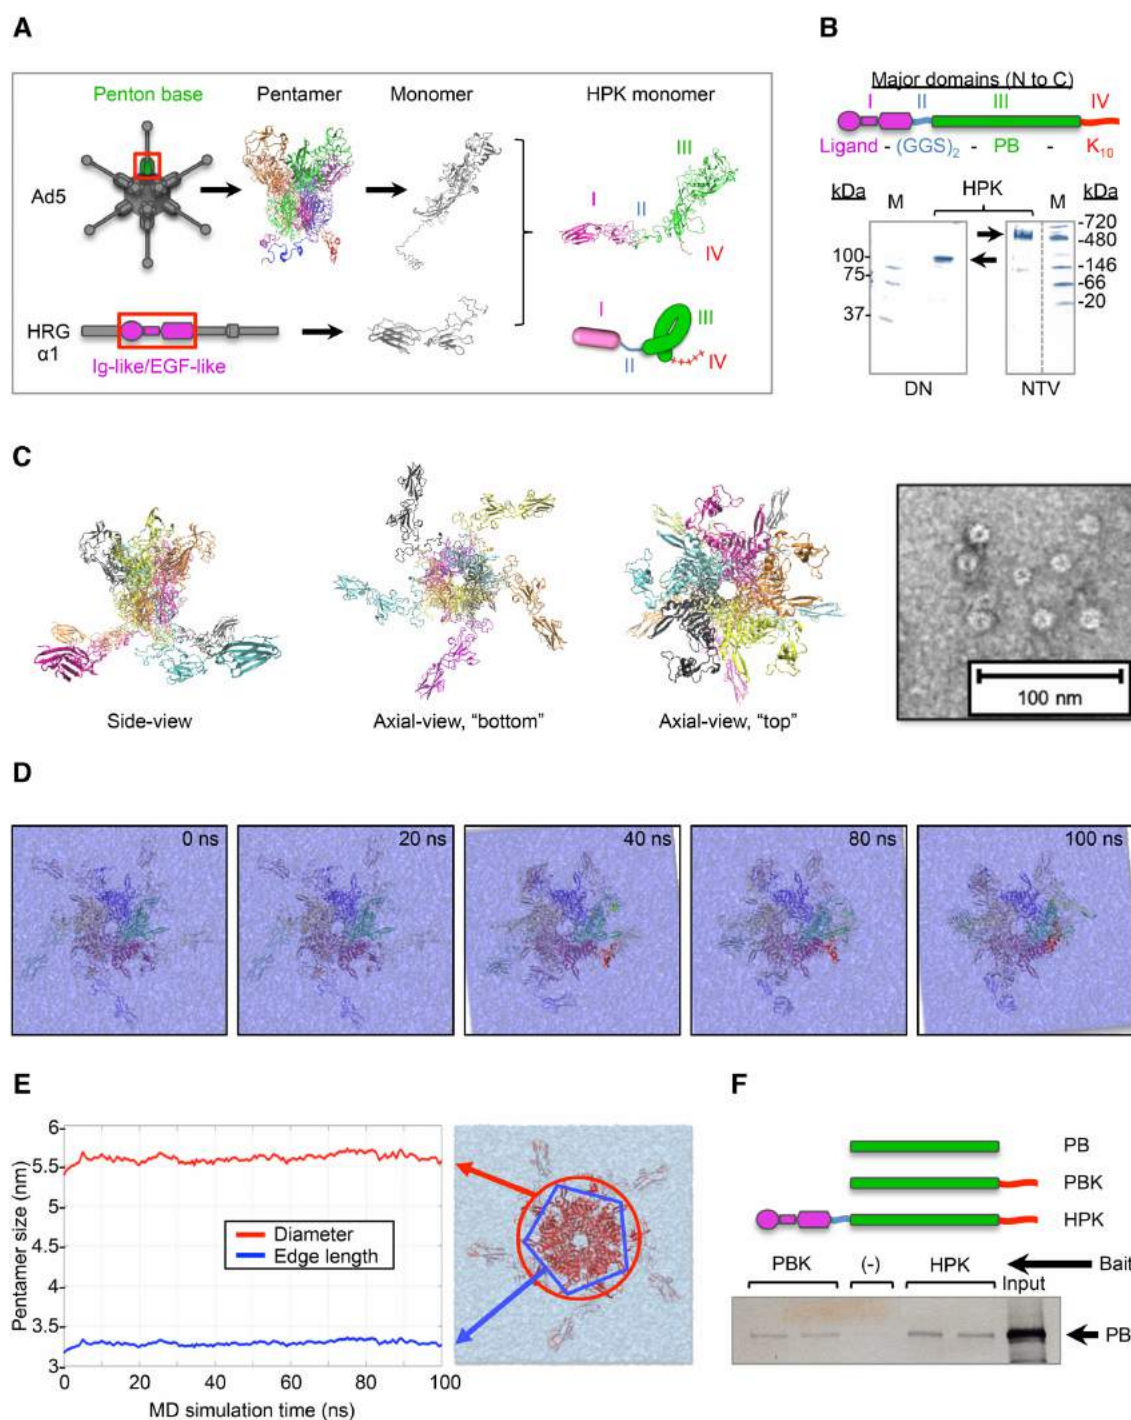 A
Penton base
Pentamer
Monomer
HPK monomer
Ad5
III
I
II
IV
HRG
α1
Ig-like/EGF-like
I
III
II
IV
B
Major domains (N to C)
I
II
III
IV
Ligand - (GGS)2 - PB - K10
kDa
M
HPK
M
kDa
100
75
37
-720
-480
-146
-66
-20
DN
NTV
C
Side-view
Axial-view, “bottom”
Axial-view, “top”
100 nm
D
0 ns
20 ns
40 ns
80 ns
100 ns
E
Pentamer size (nm)
6
5.5
5
4.5
4
3.5
3
Diameter
Edge length
0
20
40
60
80
100
MD simulation time (ns)
F
PB
PBK
HPK
PBK
(-)
HPK
Bait
Input
PB